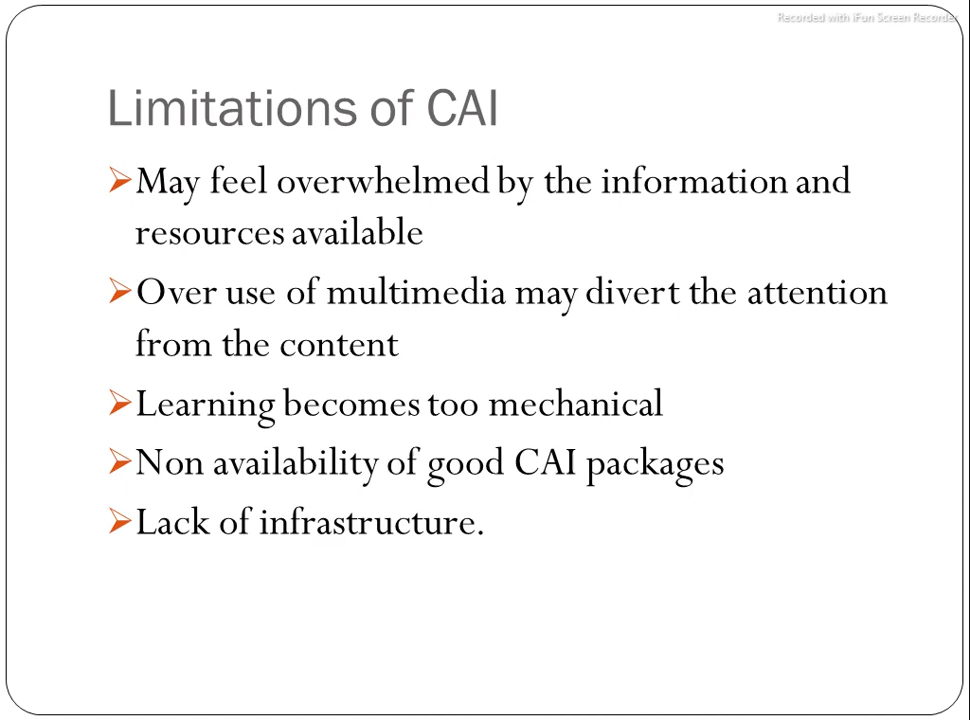 Recorded with iFun Screen Recorder
Limitations of CAI
May feel overwhelmed by the information and
resources available
Over use of multimedia may divert the attention
from the content
Learning becomes too mechanical
Non availability of good CAI packages
Lack of infrastructure.